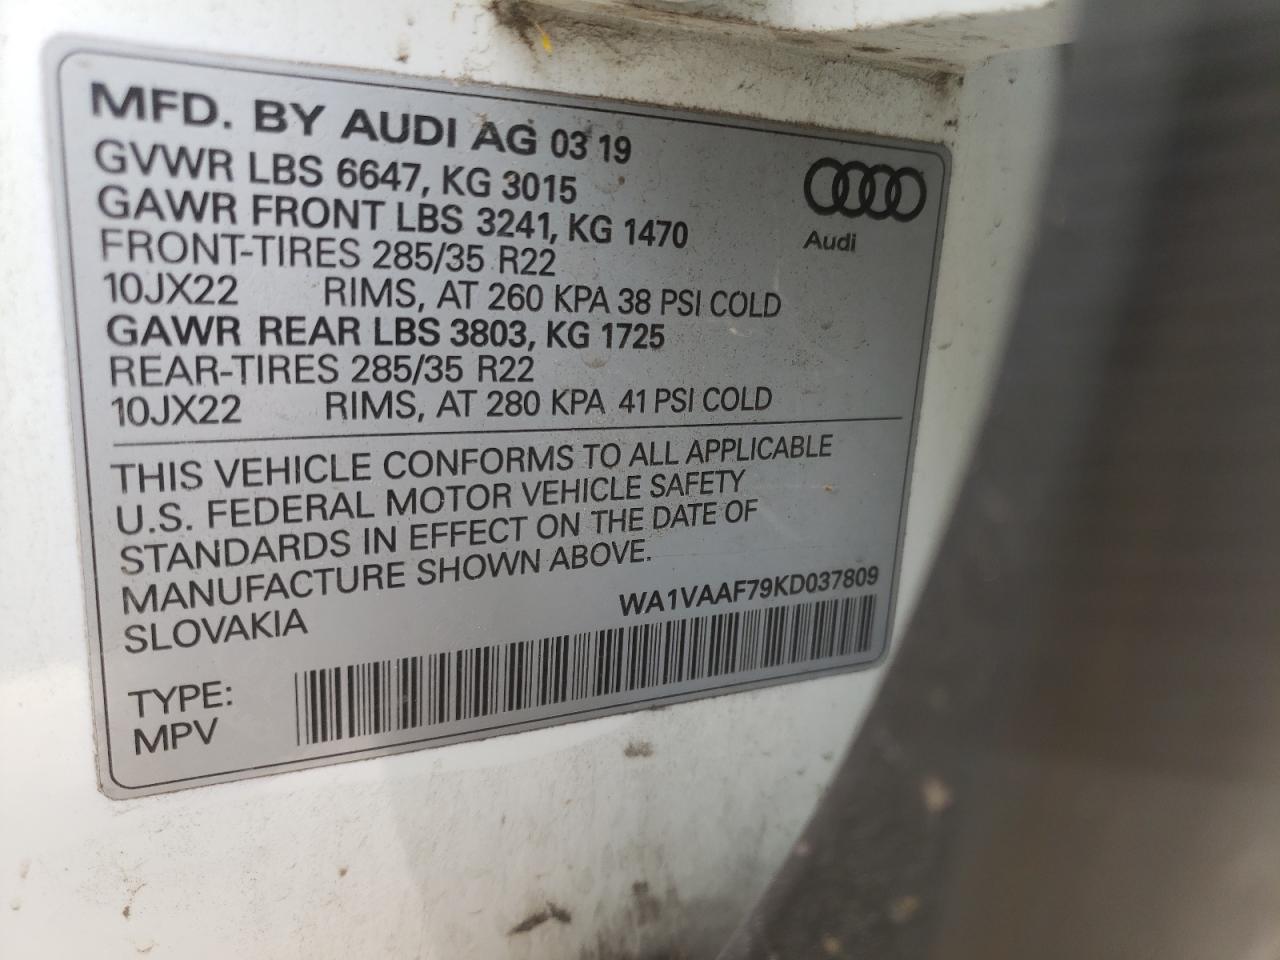 MFD. BY AUDI AG 03 19
GVWR LBS 6647, KG 3015
GAWR FRONT LBS 3241, KG 1470
FRONT-TIRES 285/35 R22
10JX22 RIMS, AT 260 KPA 38 PSI COLD
GAWR REAR LBS 3803, KG 1725
REAR-TIRES 285/35 R22
10JX22 RIMS, AT 280 KPA 41 PSI COLD
Audi
THIS VEHICLE CONFORMS TO ALL APPLICABLE
U.S. FEDERAL MOTOR VEHICLE SAFETY
STANDARDS IN EFFECT ON THE DATE OF
MANUFACTURE SHOWN ABOVE.
SLOVAKIA
WA1VAAF79KD037809
TYPE:
MPV